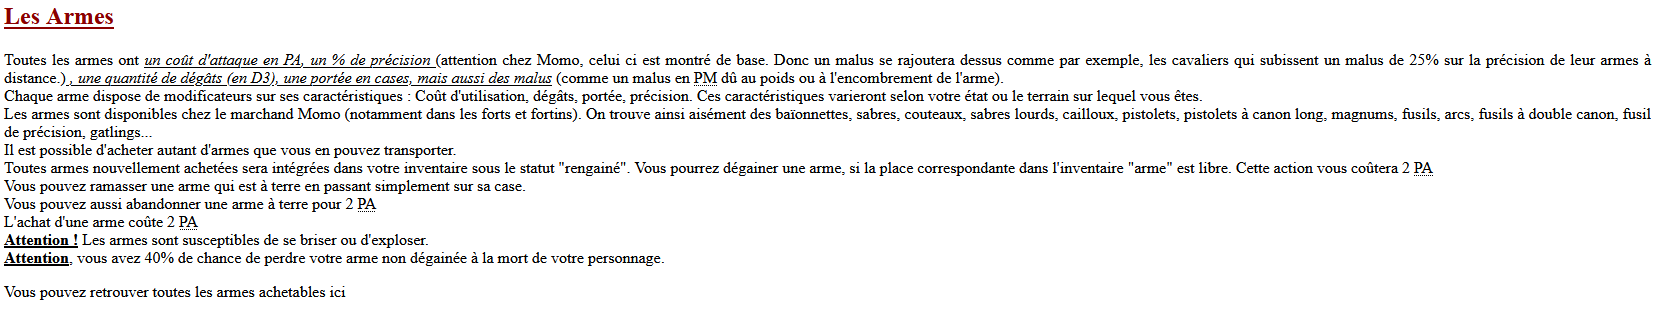 Les Armes
Toutes les armes ont un coût d'attaque en PA, un % de précision (attention chez Momo, celui ci est montré de base. Donc un malus se rajoutera dessus comme par exemple, les cavaliers qui subissent un malus de 25% sur la précision de leur armes à
distance.) , une quantité de dégâts (en D3), une portée en cases, mais aussi des malus (comme un malus en PM dû au poids ou à l'encombrement de l'arme).
Chaque arme dispose de modificateurs sur ses caractéristiques : Coût d'utilisation, dégâts, portée, précision. Ces caractéristiques varieront selon votre état ou le terrain sur lequel vous êtes.
Les armes sont disponibles chez le marchand Momo (notamment dans les forts et fortins). On trouve ainsi aisément des baïonnettes, sabres, couteaux, sabres lourds, cailloux, pistolets, pistolets à canon long, magnums, fusils, arcs, fusils à double canon, fusil
de précision, gatlings...
Il est possible d'acheter autant d'armes que vous en pouvez transporter.
Toutes armes nouvellement achetées sera intégrées dans votre inventaire sous le statut "rengainé". Vous pourrez dégainer une arme, si la place correspondante dans l'inventaire "arme" est libre. Cette action vous coûtera 2 PA
Vous pouvez ramasser une arme qui est à terre en passant simplement sur sa case.
Vous pouvez aussi abandonner une arme à terre pour 2 PA
L'achat d'une arme coûte 2 PA
Attention ! Les armes sont susceptibles de se briser ou d'exploser.
Attention, vous avez 40% de chance de perdre votre arme non dégainée à la mort de votre personnage.
Vous pouvez retrouver toutes les armes achetables ici